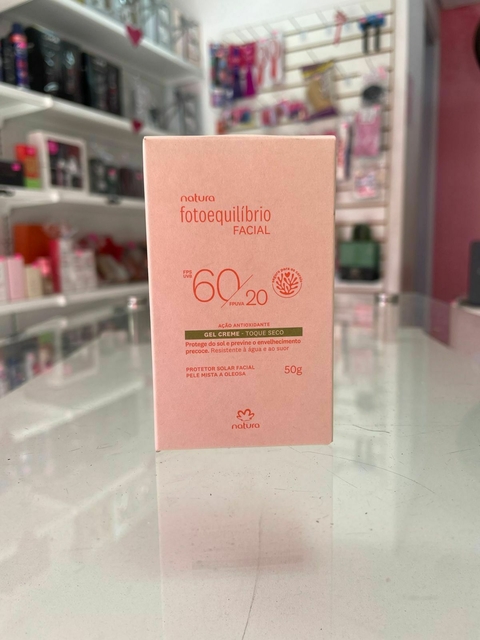 natura
fotoequilíbrio
FACIAL
FPS
UVB
60
FPUVA 20
AÇÃO ANTIOXIDANTE
GEL CREME - TOQUE SECO
Protege do sol e previne o envelhecimento
precoce. Resistente à água e ao suor
PROTETOR SOLAR FACIAL
PELE MISTA A OLEOSA
50g
natura